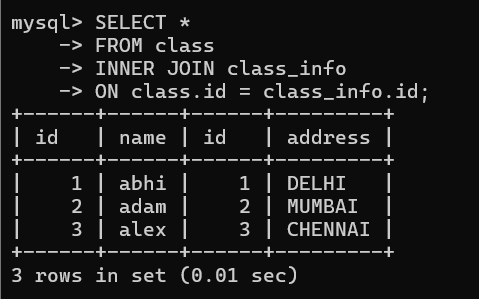 mysql> SELECT *
    -> FROM class
    -> INNER JOIN class_info
    -> ON class.id = class_info.id;
+------+------+------+---------+
| id   | name | id   | address |
+------+------+------+---------+
|    1 | abhi |    1 | DELHI   |
|    2 | adam |    2 | MUMBAI  |
|    3 | alex |    3 | CHENNAI |
+------+------+------+---------+
3 rows in set (0.01 sec)